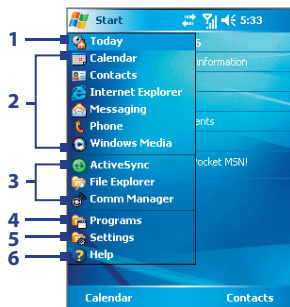 Start 5:33
1 Today 6
Calendar
information
Contacts
Internet Explorer
2
Messaging
ents
Phone
Windows Media
ActiveSync
ocket MSN!
3
File Explorer
Comm Manager
4 Programs
5 Settings
6 Help
Calendar Contacts